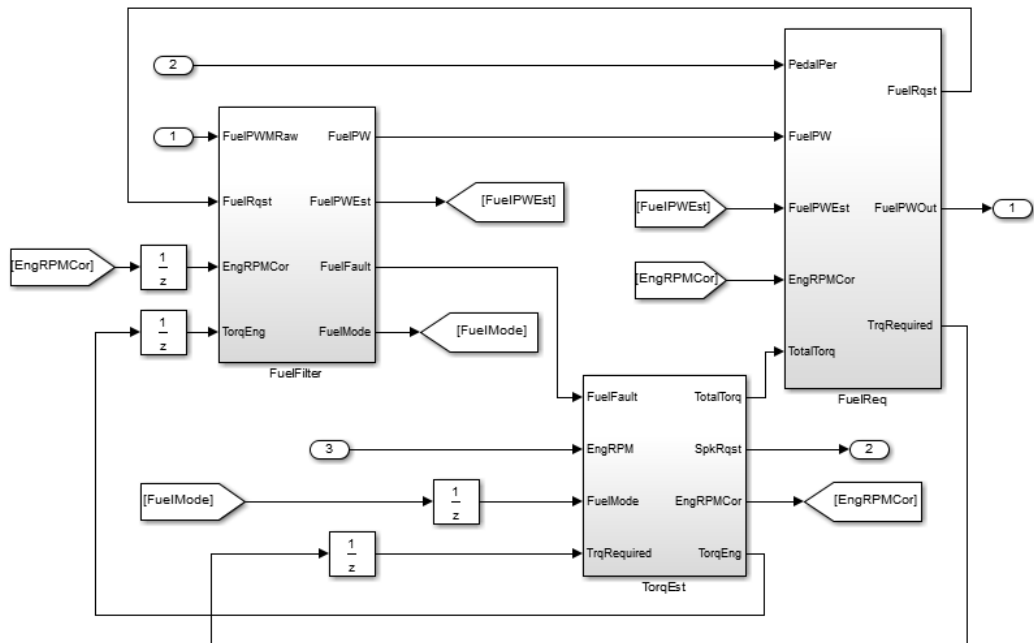 2
PedalPer
FuelRqst
1
FuelPWMRaw
FuelPW
FuelPW
FuelRqst
FuelPWEst
[FuelPWEst]
[FuelPWEst]
FuelPWEst
FuelPWOut
1
[EngRPMCor]
1
z
EngRPMCor
FuelFault
[EngRPMCor]
EngRPMCor
1
z
TorqEng
FuelMode
[FuelMode]
TrqRequired
TotalTorq
FuelFilter
FuelReq
FuelFault
TotalTorq
3
EngRPM
SpkRqst
2
[FuelMode]
1
z
FuelMode
EngRPMCor
[EngRPMCor]
1
z
TrqRequired
TorqEng
TorqEst